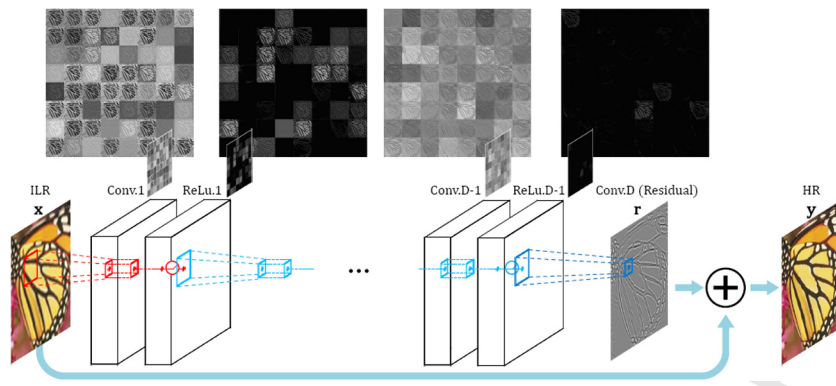 ILR
x
Conv.1
ReLu.1
...
Conv.D-1
ReLu.D-1
Conv.D (Residual)
r
HR
y